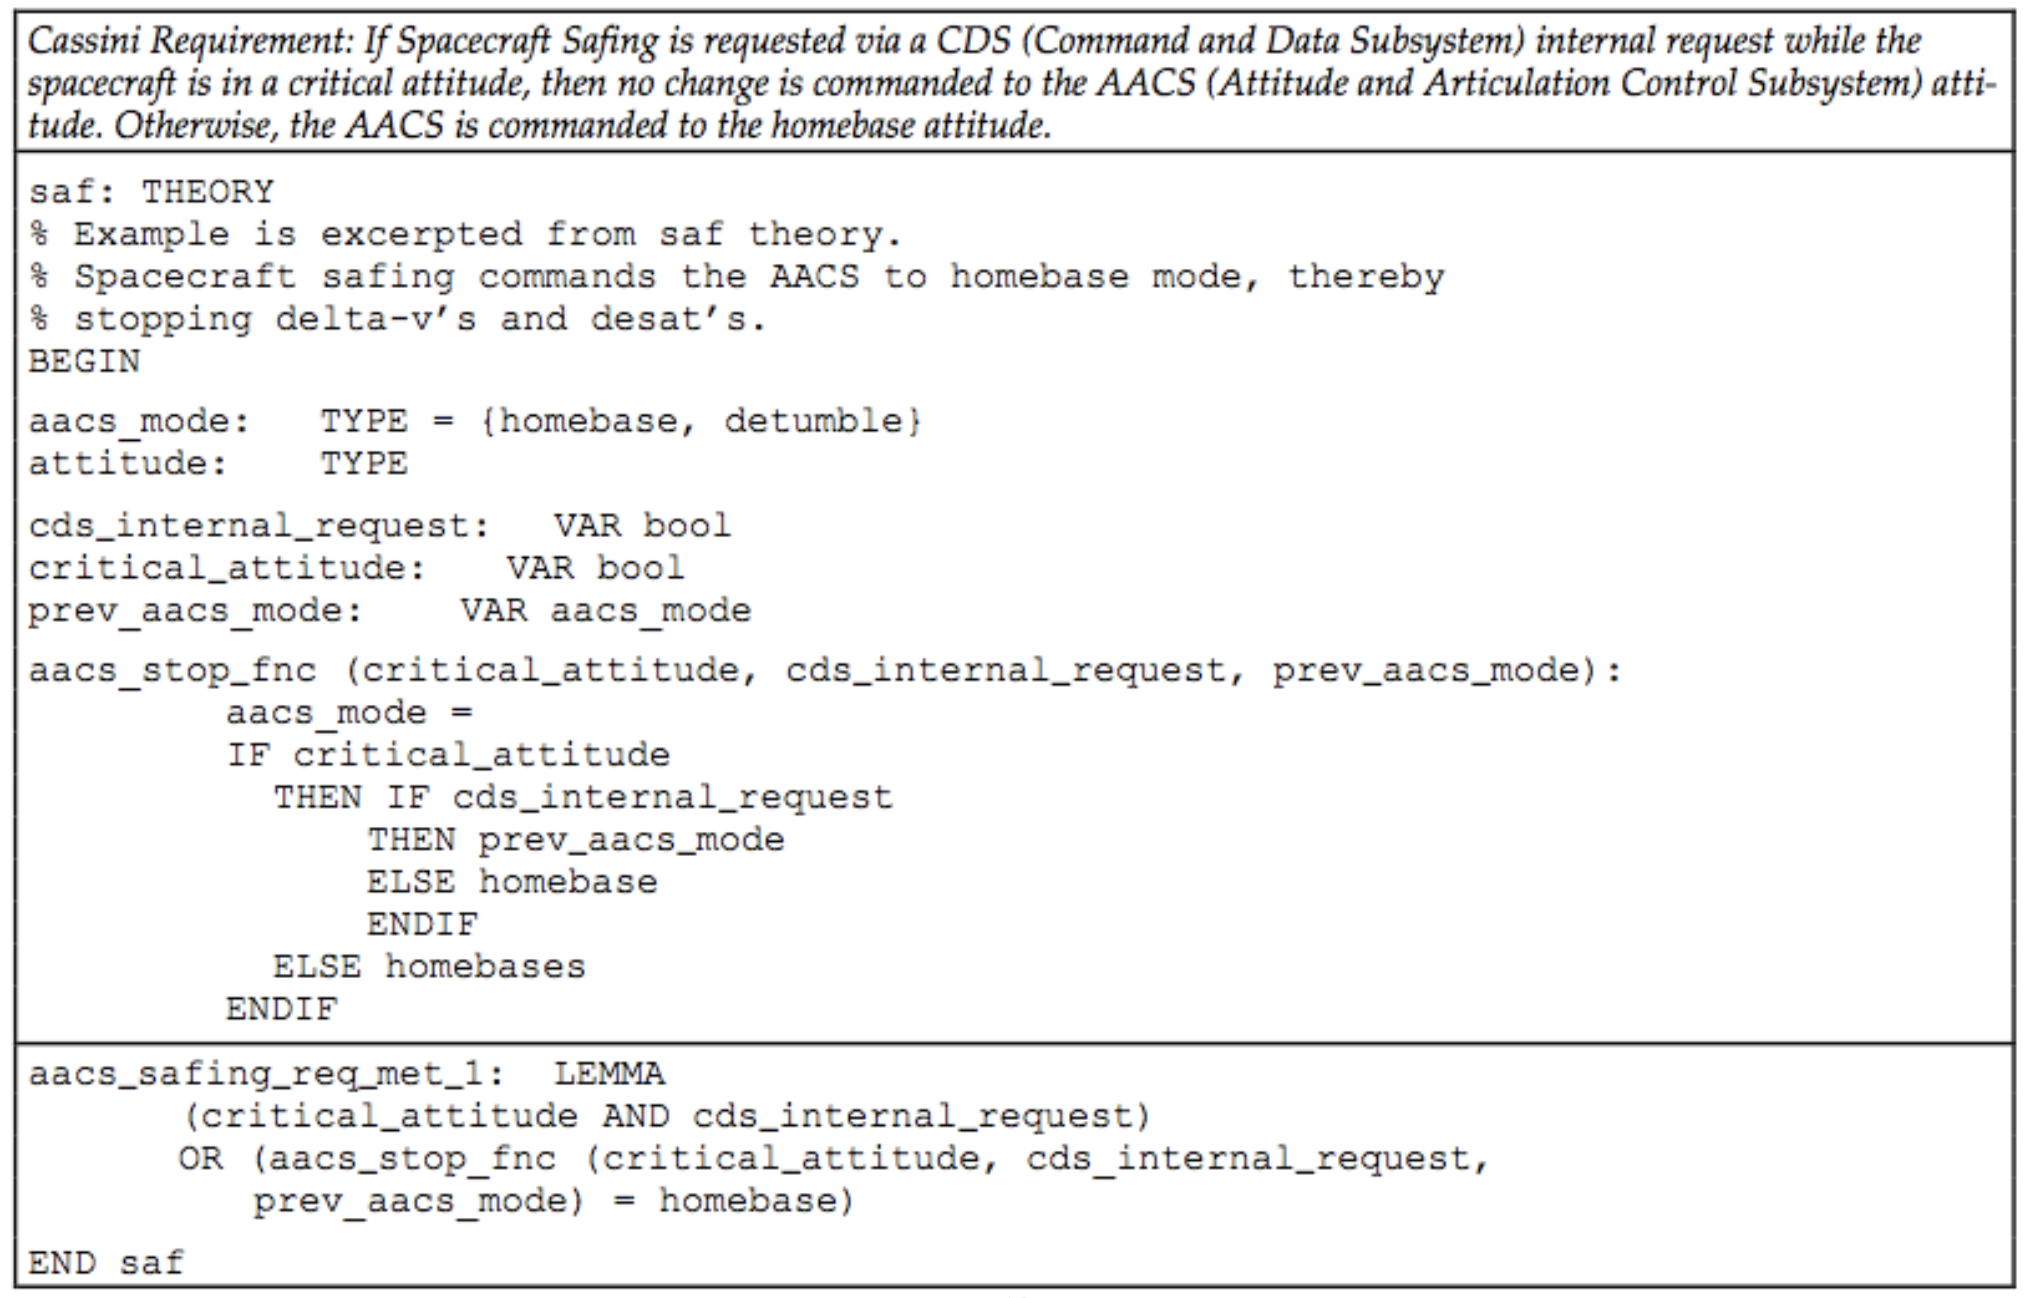 Cassini Requirement: If Spacecraft Safing is requested via a CDS (Command and Data Subsystem) internal request while the
spacecraft is in a critical attitude, then no change is commanded to the AACS (Attitude and Articulation Control Subsystem) atti-
tude. Otherwise, the AACS is commanded to the homebase attitude.
saf: THEORY
% Example is excerpted from saf theory.
% Spacecraft safing commands the AACS to homebase mode, thereby
% stopping delta-v’s and desat’s.
BEGIN
aacs_mode: TYPE = {homebase, detumble}
attitude: TYPE
cds_internal_request: VAR bool
critical_attitude: VAR bool
prev_aacs_mode: VAR aacs_mode
aacs_stop_fnc (critical_attitude, cds_internal_request, prev_aacs_mode):
aacs_mode =
IF critical_attitude
THEN IF cds_internal_request
THEN prev_aacs_mode
ELSE homebase
ENDIF
ELSE homebases
ENDIF
aacs_safing_req_met_1: LEMMA
(critical_attitude AND cds_internal_request)
OR (aacs_stop_fnc (critical_attitude, cds_internal_request,
prev_aacs_mode) = homebase)
END saf